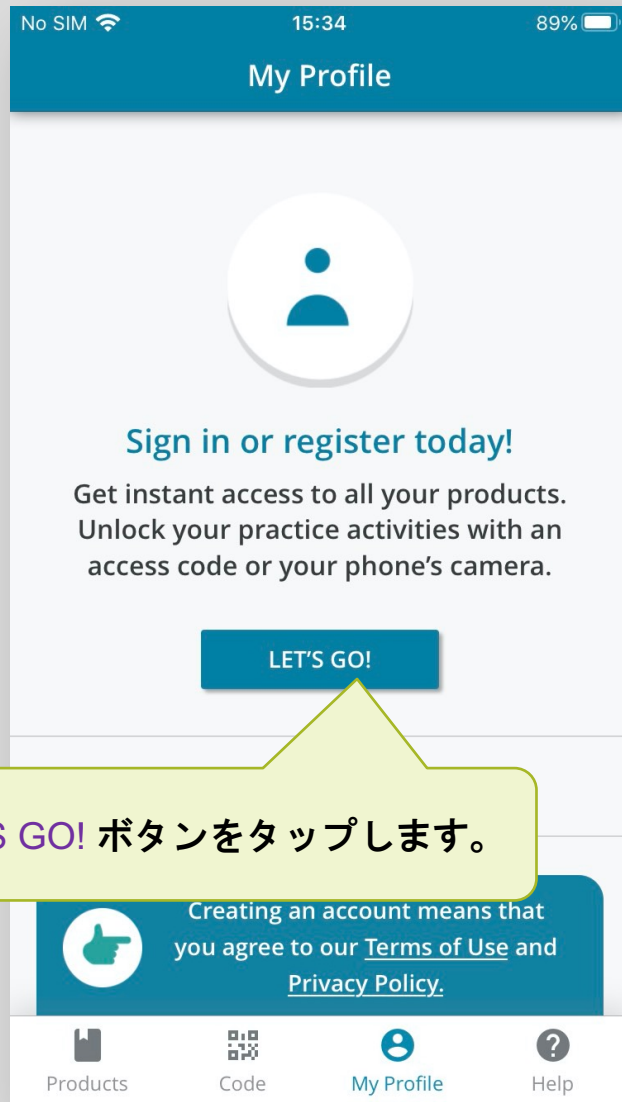 No SIM 15:34 89%
My Profile
Sign in or register today!
Get instant access to all your products.
Unlock your practice activities with an
access code or your phone's camera.
LET'S GO!
S GO! ボタンをタップします。
Creating an account means that
you agree to our Terms of Use and
Privacy Policy.
Products Code My Profile Help